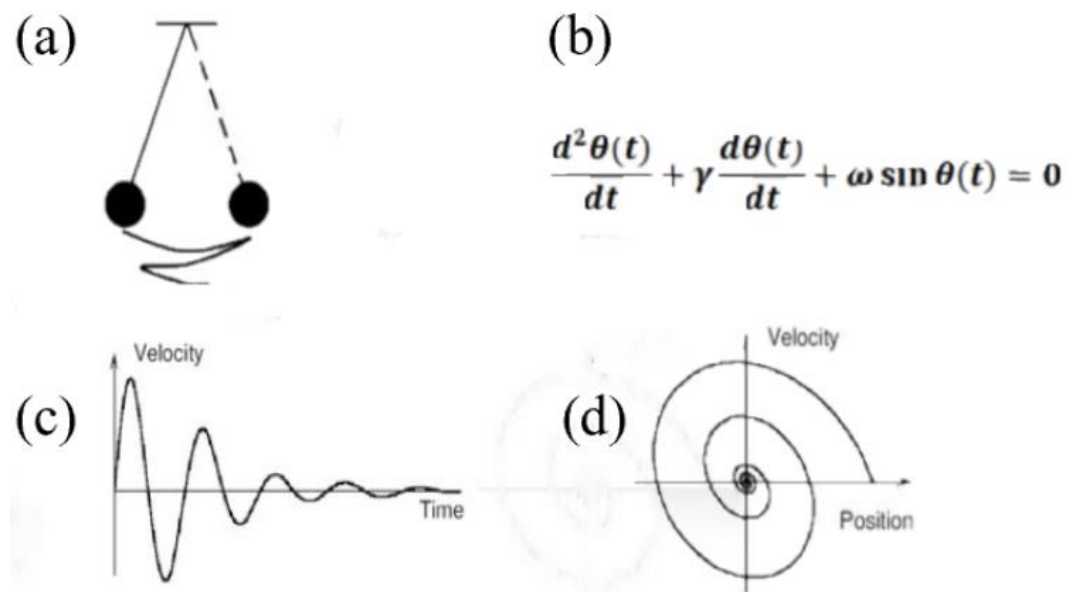 (a)
(b)
d²θ(t)/dt + γ dθ(t)/dt + ω sin θ(t) = 0
(c)
Velocity
Time
(d)
Velocity
Position